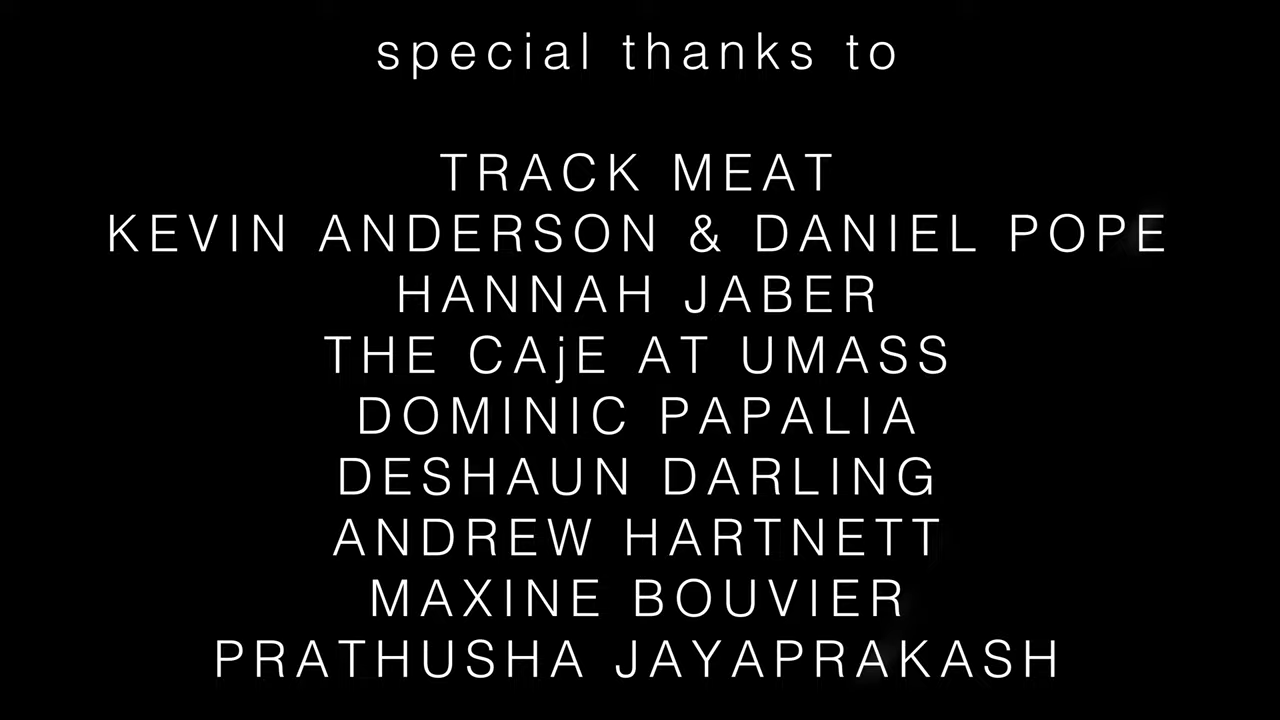 special thanks to
TRACK MEAT
KEVIN ANDERSON & DANIEL POPE
HANNAH JABER
THE CAjE AT UMASS
DOMINIC PAPALIA
DESHAUN DARLING
ANDREW HARTNETT
MAXINE BOUVIER
PRATHUSHA JAYAPRAKASH